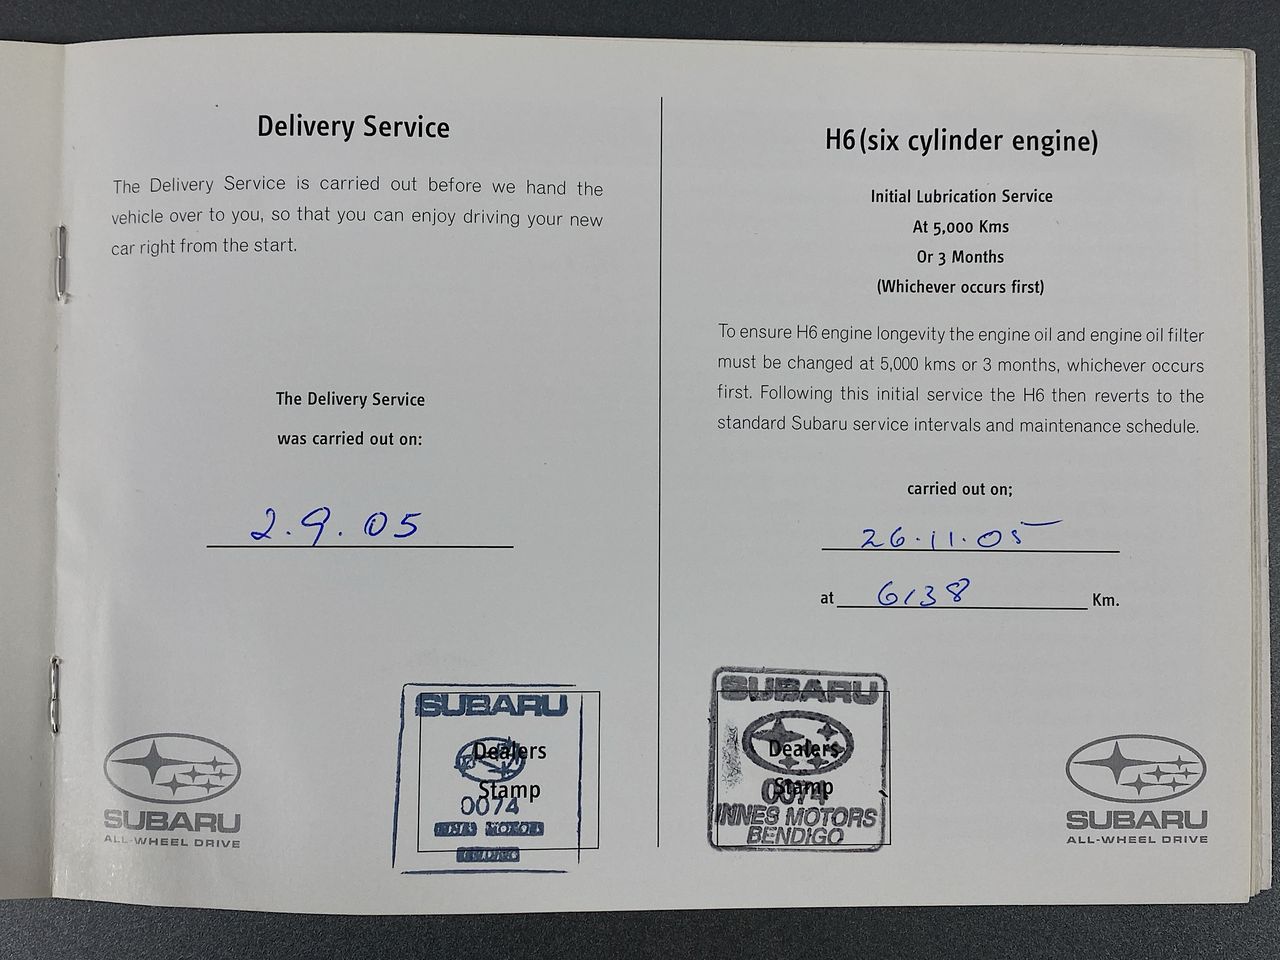 Delivery Service
The Delivery Service is carried out before we hand the
vehicle over to you, so that you can enjoy driving your new
car right from the start.
The Delivery Service
was carried out on:
2.9.05
SUBARU
Dealers
Stamp
0074
INNES MOTORS
BENDIGO
SUBARU
ALL-WHEEL DRIVE
H6 (six cylinder engine)
Initial Lubrication Service
At 5,000 Kms
Or 3 Months
(Whichever occurs first)
To ensure H6 engine longevity the engine oil and engine oil filter
must be changed at 5,000 kms or 3 months, whichever occurs
first. Following this initial service the H6 then reverts to the
standard Subaru service intervals and maintenance schedule.
carried out on;
26.11.05
at 6138 Km.
SUBARU
Dealers
Stamp
0074
INNES MOTORS
BENDIGO
SUBARU
ALL-WHEEL DRIVE